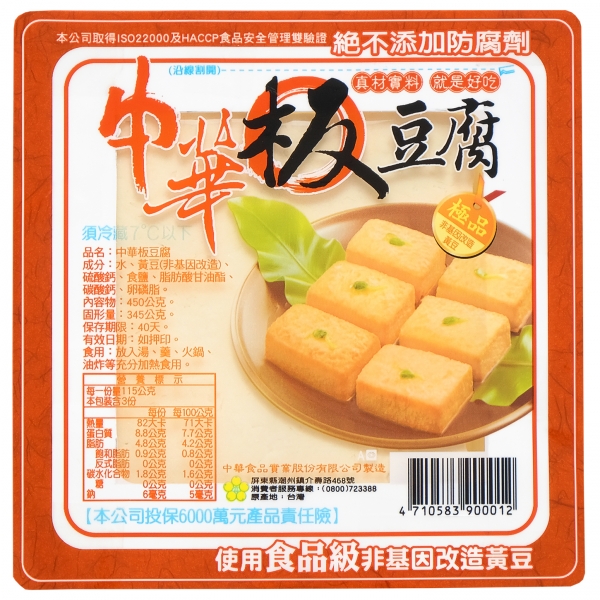 本公司取得ISO22000及HACCP食品安全管理雙驗證 絕不添加防腐劑
(沿線割開)
真材實料 就是好吃
中華板豆腐
極品
非基因改造
黃豆
須冷藏7℃以下
品名：中華板豆腐
成分：水、黃豆(非基因改造)、
硫酸鈣、食鹽、脂肪酸甘油酯、
碳酸鈣、卵磷脂。
內容物：450公克。
固形量：345公克。
保存期限：40天。
有效日期：如押印。
食用：放入湯、羹、火鍋、
油炸等充分加熱食用。
營養標示
每一份量115公克
本包裝含3份
每份 每100公克
熱量 82大卡 71大卡
蛋白質 8.8公克 7.7公克
脂肪 4.8公克 4.2公克
飽和脂肪 0.9公克 0.8公克
反式脂肪 0公克 0公克
碳水化合物 1.8公克 1.6公克
糖 0公克 0公克
鈉 6毫克 5毫克
中華食品實業股份有限公司製造
屏東縣潮州鎮介壽路458號
消費者服務專線：(0800)723388
原產地：台灣
4 710583 900012
【本公司投保6000萬元產品責任險】
使用食品級非基因改造黃豆